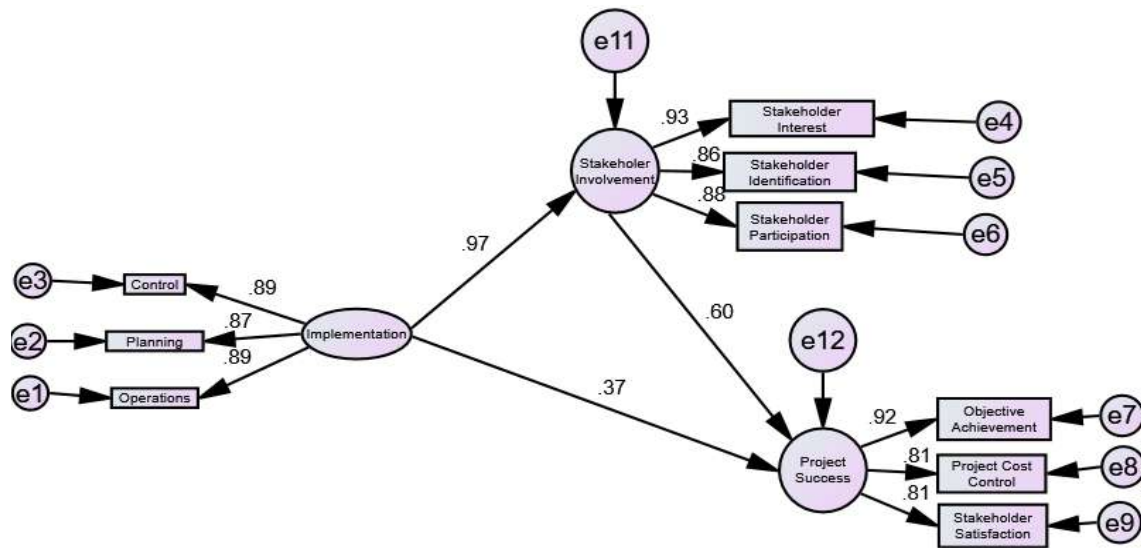 e11
.93
Stakeholder
Interest
e4
Stakeholer
Involvement
.86
Stakeholder
Identification
e5
.88
Stakeholder
Participation
e6
.97
e3
Control
.89
e2
Planning
.87
Implementation
e1
Operations
.89
.60
.37
e12
Project
Success
.92
Objective
Achievement
e7
.81
Project Cost
Control
e8
.81
Stakeholder
Satisfaction
e9